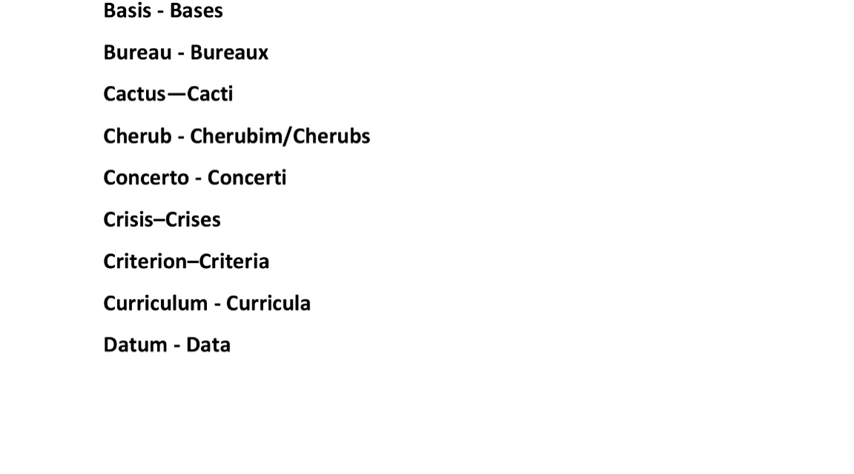 Basis - Bases
Bureau - Bureaux
Cactus—Cacti
Cherub - Cherubim/Cherubs
Concerto - Concerti
Crisis–Crises
Criterion–Criteria
Curriculum - Curricula
Datum - Data